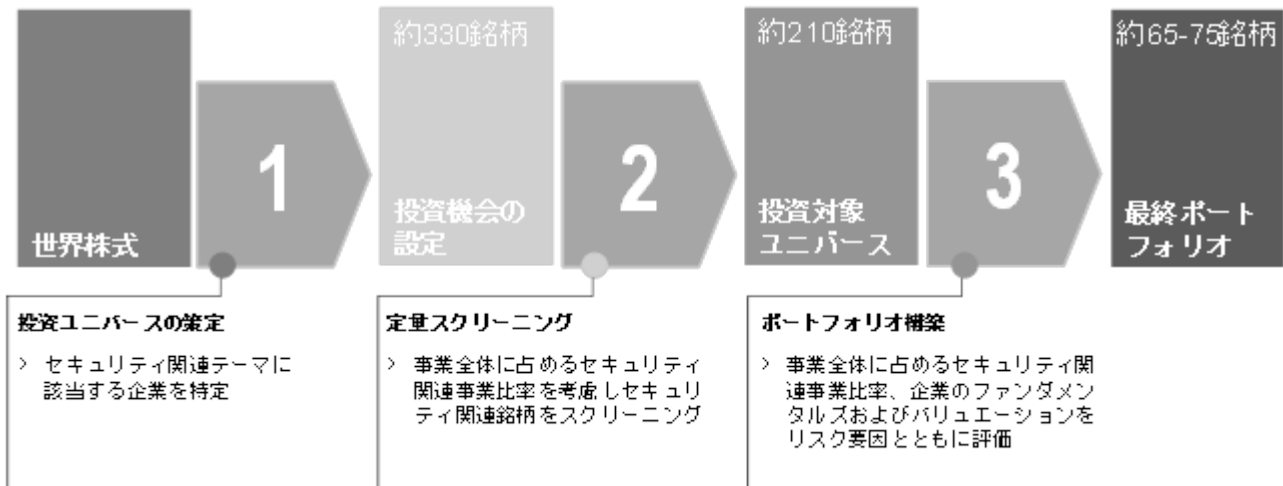 世界株式
1
約330銘柄
投資機会の
設定
2
約210銘柄
投資対象
ユニバース
3
約65-75銘柄
最終ポート
フォリオ
投資ユニバースの策定
> セキュリティ関連テーマに
該当する企業を特定
定量スクリーニング
> 事業全体に占めるセキュリティ
関連事業比率を考慮しセキュリ
ティ関連銘柄をスクリーニング
ポートフォリオ構築
> 事業全体に占めるセキュリティ関
連事業比率、企業のファンダメン
タルズおよびバリュエーションを
リスク要因とともに評価